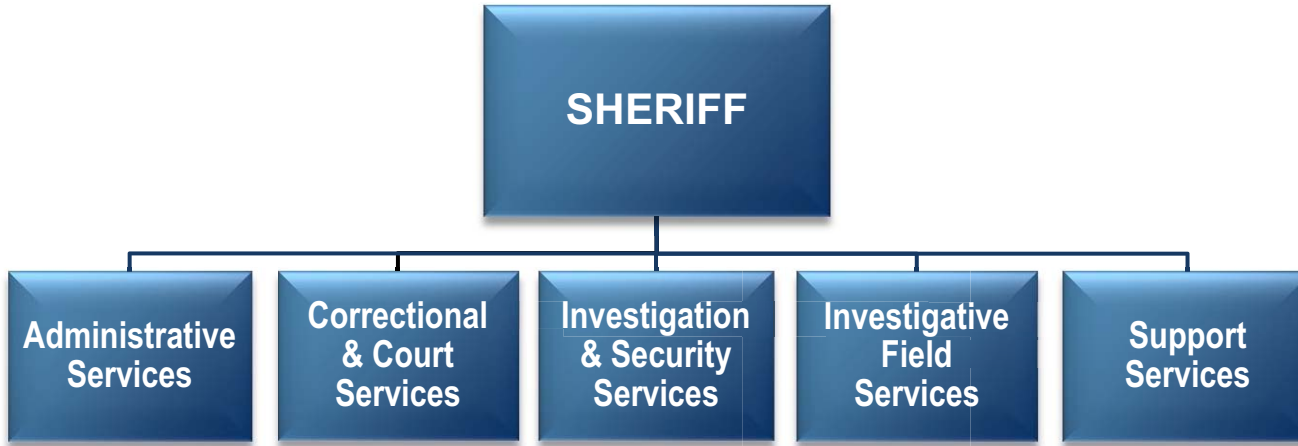 SHERIFF
Administrative
Services
Correctional
& Court
Services
Investigation
& Security
Services
Investigative
Field
Services
Support
Services